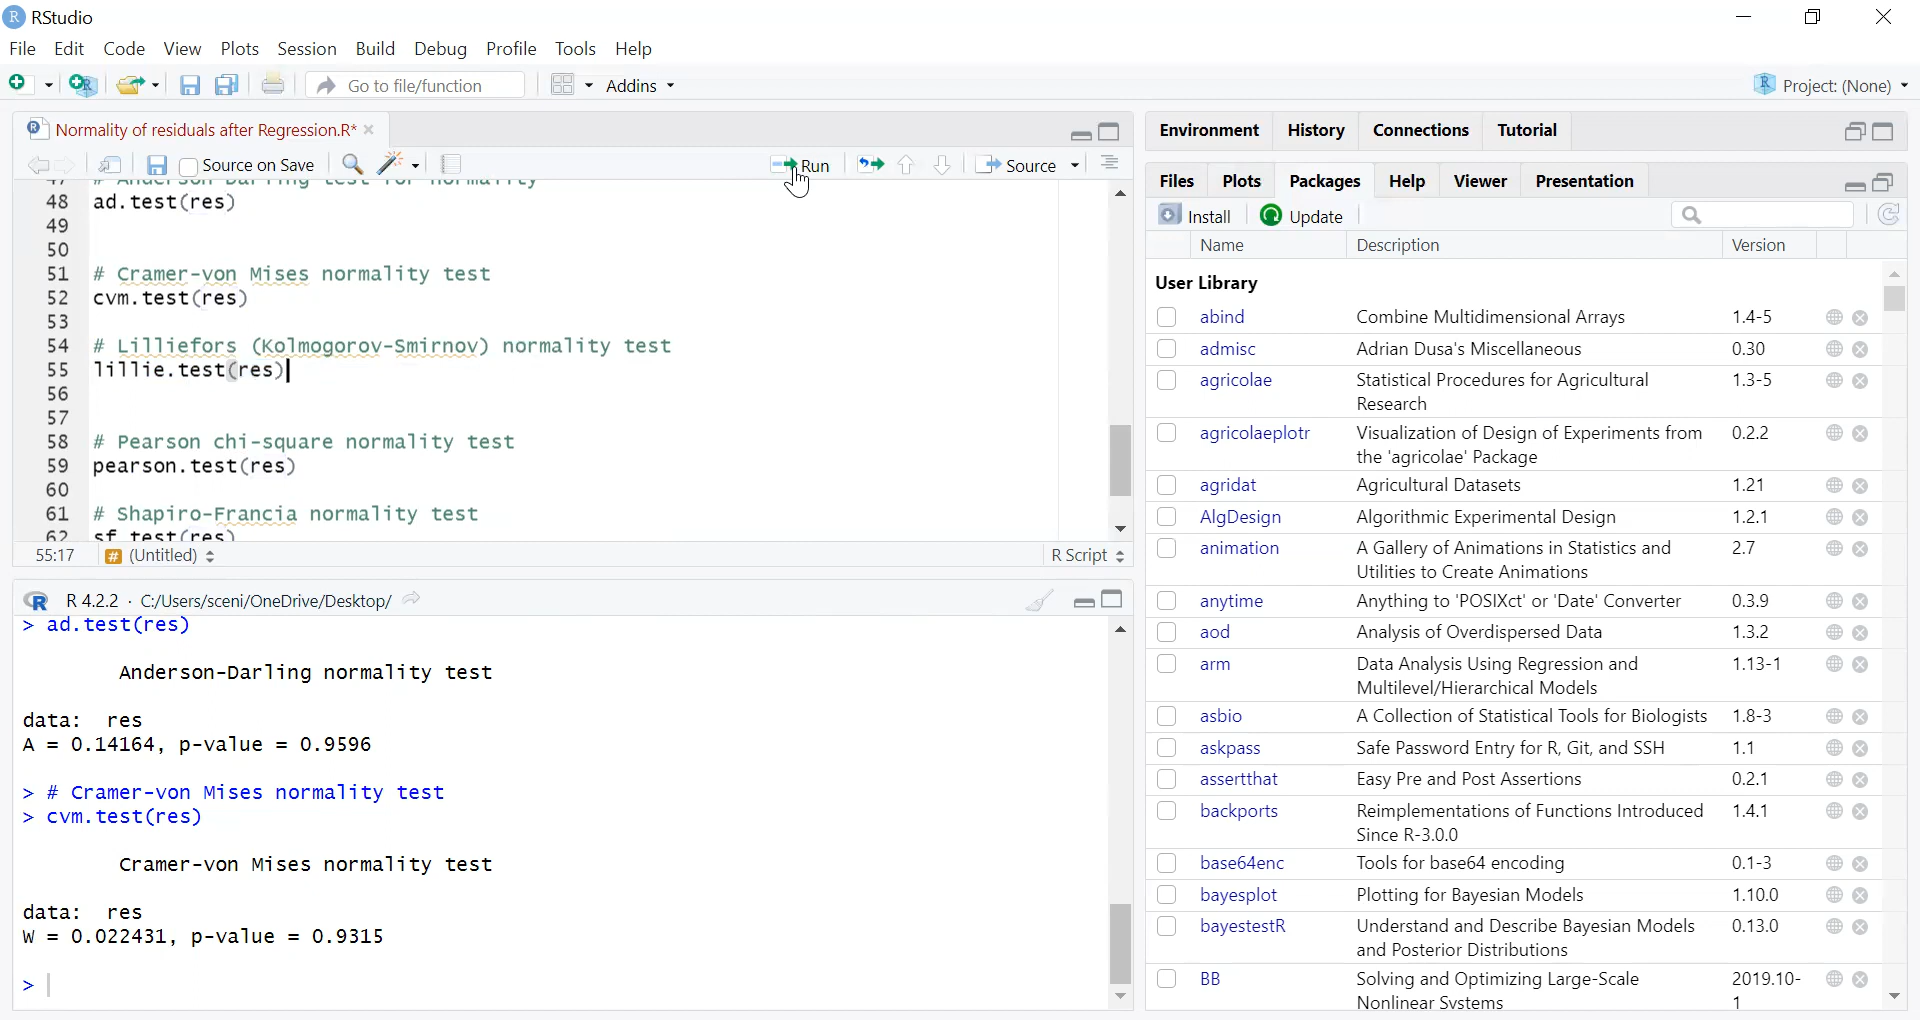 RStudio
File Edit Code View Plots Session Build Debug Profile Tools Help
Go to file/function Addins Project: (None)
Normality of residuals after Regression.R*
Source on Save Run Source
47 # Anderson-Darling test for normality
48 ad.test(res)
49
50
51 # Cramer-von Mises normality test
52 cvm.test(res)
53
54 # Lilliefors (Kolmogorov-Smirnov) normality test
55 lillie.test(res)
56
57
58 # Pearson chi-square normality test
59 pearson.test(res)
60
61 # Shapiro-Francia normality test
62 sf.test(res)
55:17 # (Untitled) R Script
R 4.2.2 · C:/Users/sceni/OneDrive/Desktop/
> ad.test(res)
Anderson-Darling normality test
data: res
A = 0.14164, p-value = 0.9596
> # Cramer-von Mises normality test
> cvm.test(res)
Cramer-von Mises normality test
data: res
W = 0.022431, p-value = 0.9315
>
Environment History Connections Tutorial
Files Plots Packages Help Viewer Presentation
Install Update
Name Description Version
User Library
abind Combine Multidimensional Arrays 1.4-5
admisc Adrian Dusa's Miscellaneous 0.30
agricolae Statistical Procedures for Agricultural 1.3-5
Research
agricolaeplotr Visualization of Design of Experiments from 0.2.2
the 'agricolae' Package
agridat Agricultural Datasets 1.21
AlgDesign Algorithmic Experimental Design 1.2.1
animation A Gallery of Animations in Statistics and 2.7
Utilities to Create Animations
anytime Anything to 'POSIXct' or 'Date' Converter 0.3.9
aod Analysis of Overdispersed Data 1.3.2
arm Data Analysis Using Regression and 1.13-1
Multilevel/Hierarchical Models
asbio A Collection of Statistical Tools for Biologists 1.8-3
askpass Safe Password Entry for R, Git, and SSH 1.1
assertthat Easy Pre and Post Assertions 0.2.1
backports Reimplementations of Functions Introduced 1.4.1
Since R-3.0.0
base64enc Tools for base64 encoding 0.1-3
bayesplot Plotting for Bayesian Models 1.10.0
bayestestR Understand and Describe Bayesian Models 0.13.0
and Posterior Distributions
BB Solving and Optimizing Large-Scale 2019.10-
Nonlinear Systems 1